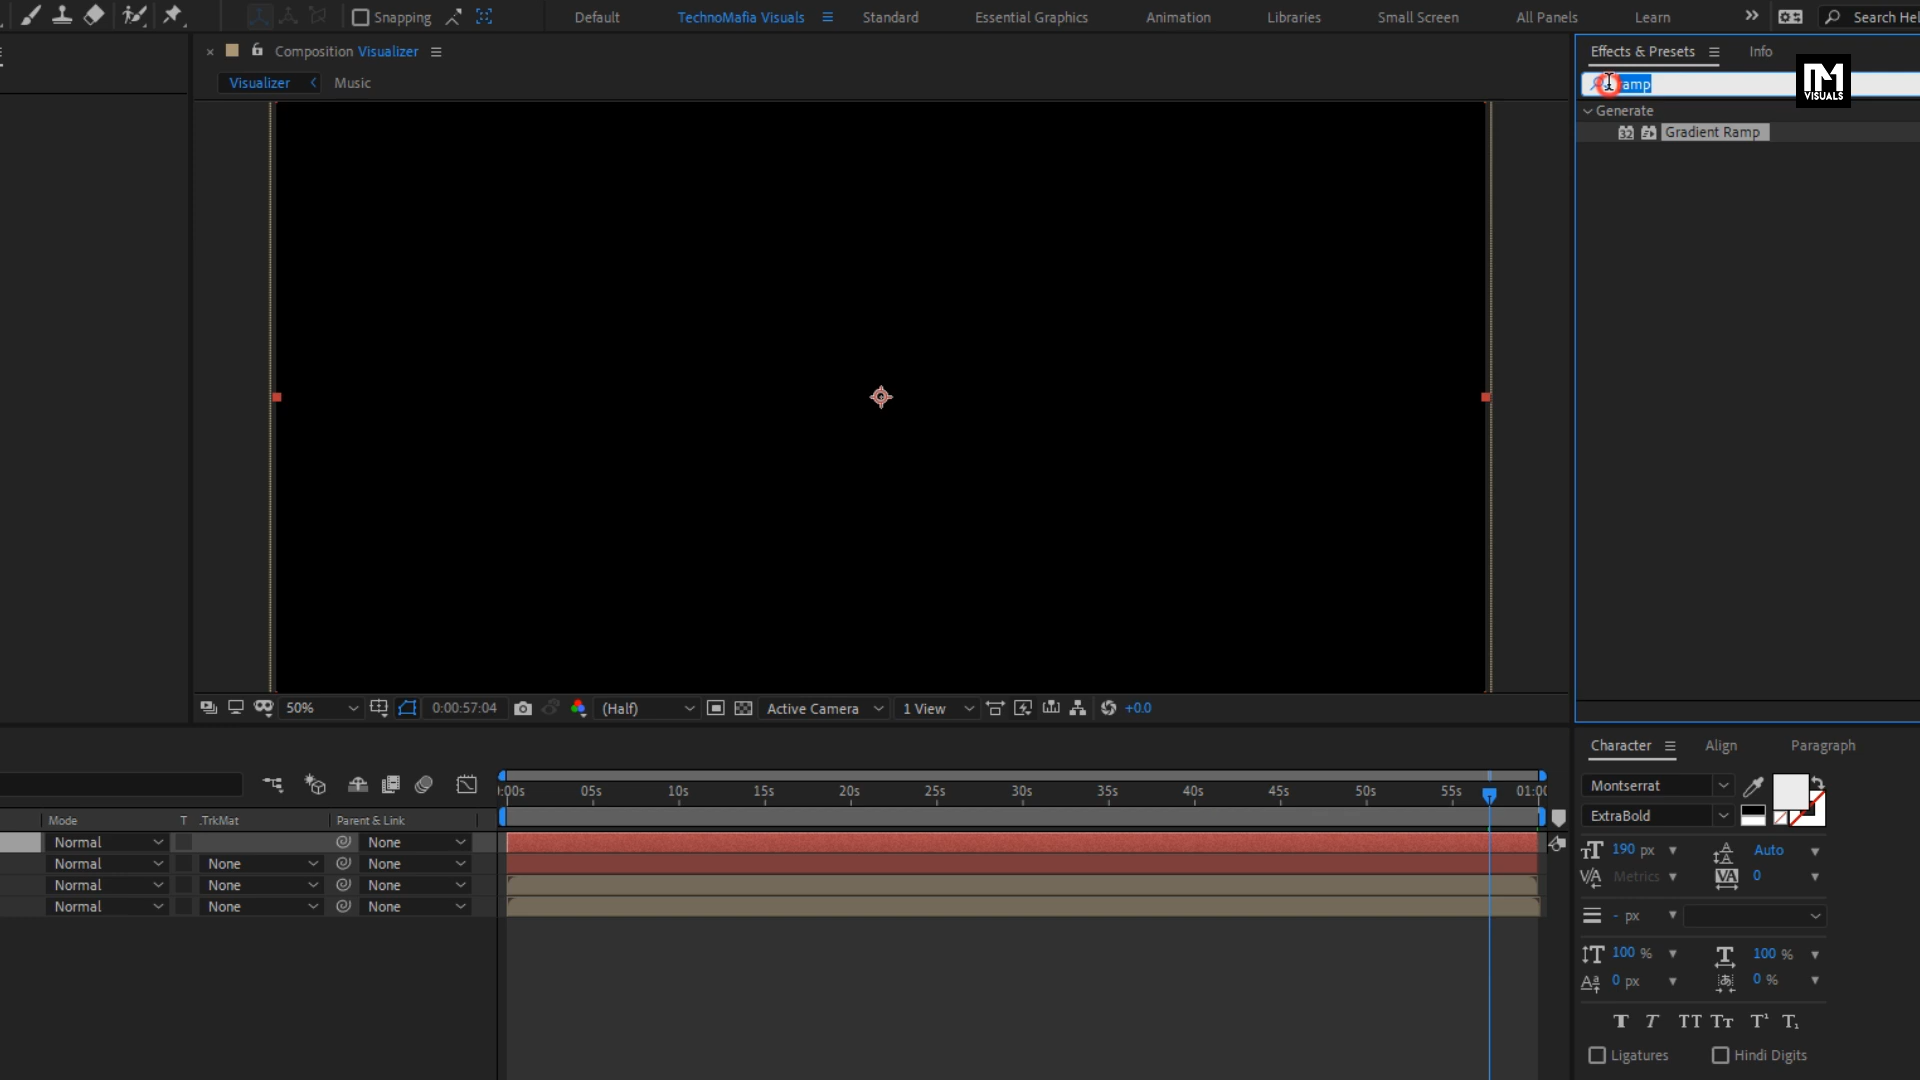 Snapping Default TechnoMafia Visuals Standard Essential Graphics Animation Libraries Small Screen All Panels Learn Search Hel
Composition Visualizer
Effects & Presets Info
Visualizer Music
ramp
VISUALS
Generate
32 Gradient Ramp
50% 0:00:57:04 (Half) Active Camera 1 View +0.0
Character Align Paragraph
Montserrat
ExtraBold
190 px Auto
Metrics 0
- px
100 % 100 %
0 px 0 %
Ligatures Hindi Digits
:00s 05s 10s 15s 20s 25s 30s 35s 40s 45s 50s 55s 01:00
Mode T .TrkMat Parent & Link
Normal None
Normal None None
Normal None None
Normal None None